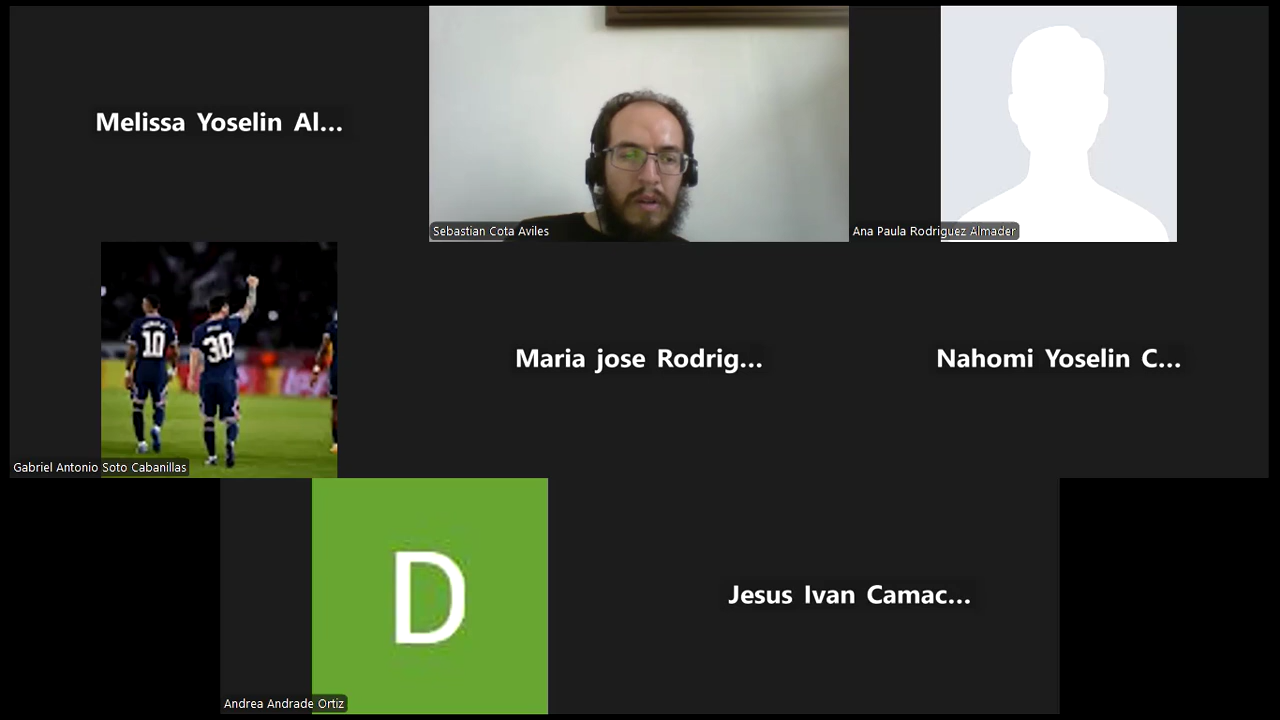 Melissa Yoselin Al...
Sebastian Cota Aviles
Ana Paula Rodriguez Almader
10
30
Gabriel Antonio Soto Cabanillas
Maria jose Rodrig...
Nahomi Yoselin C...
D
Andrea Andrade Ortiz
Jesus Ivan Camac...